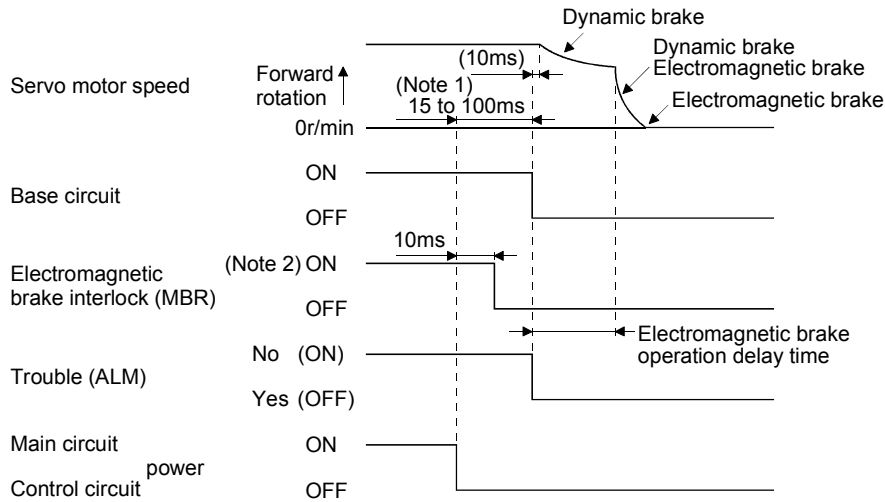 Dynamic brake
(10ms)
Dynamic brake
Electromagnetic brake
Servo motor speed
Forward
rotation
(Note 1)
15 to 100ms
Electromagnetic brake
0r/min
ON
Base circuit
OFF
10ms
Electromagnetic
brake interlock (MBR)
(Note 2) ON
OFF
Electromagnetic brake
operation delay time
No (ON)
Trouble (ALM)
Yes (OFF)
Main circuit
ON
power
Control circuit
OFF